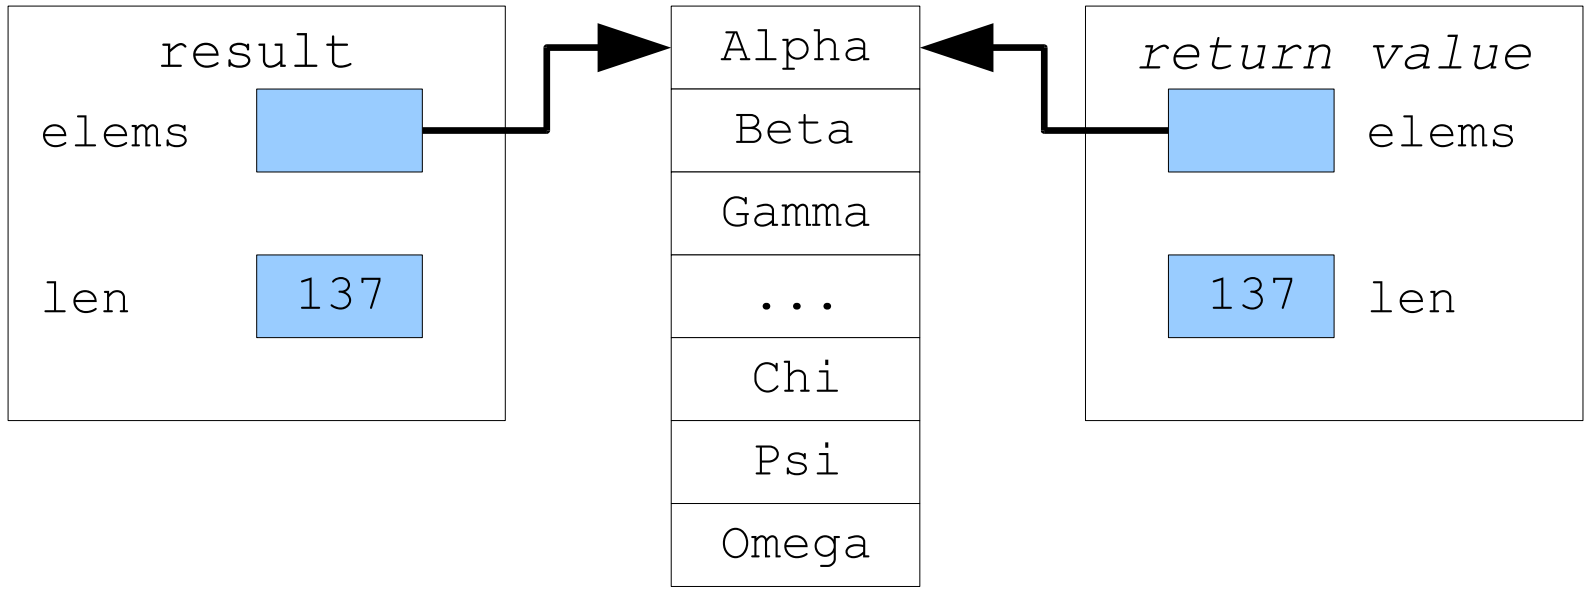 result
elems
len
137
Alpha
Beta
Gamma
...
Chi
Psi
Omega
return value
elems
137
len